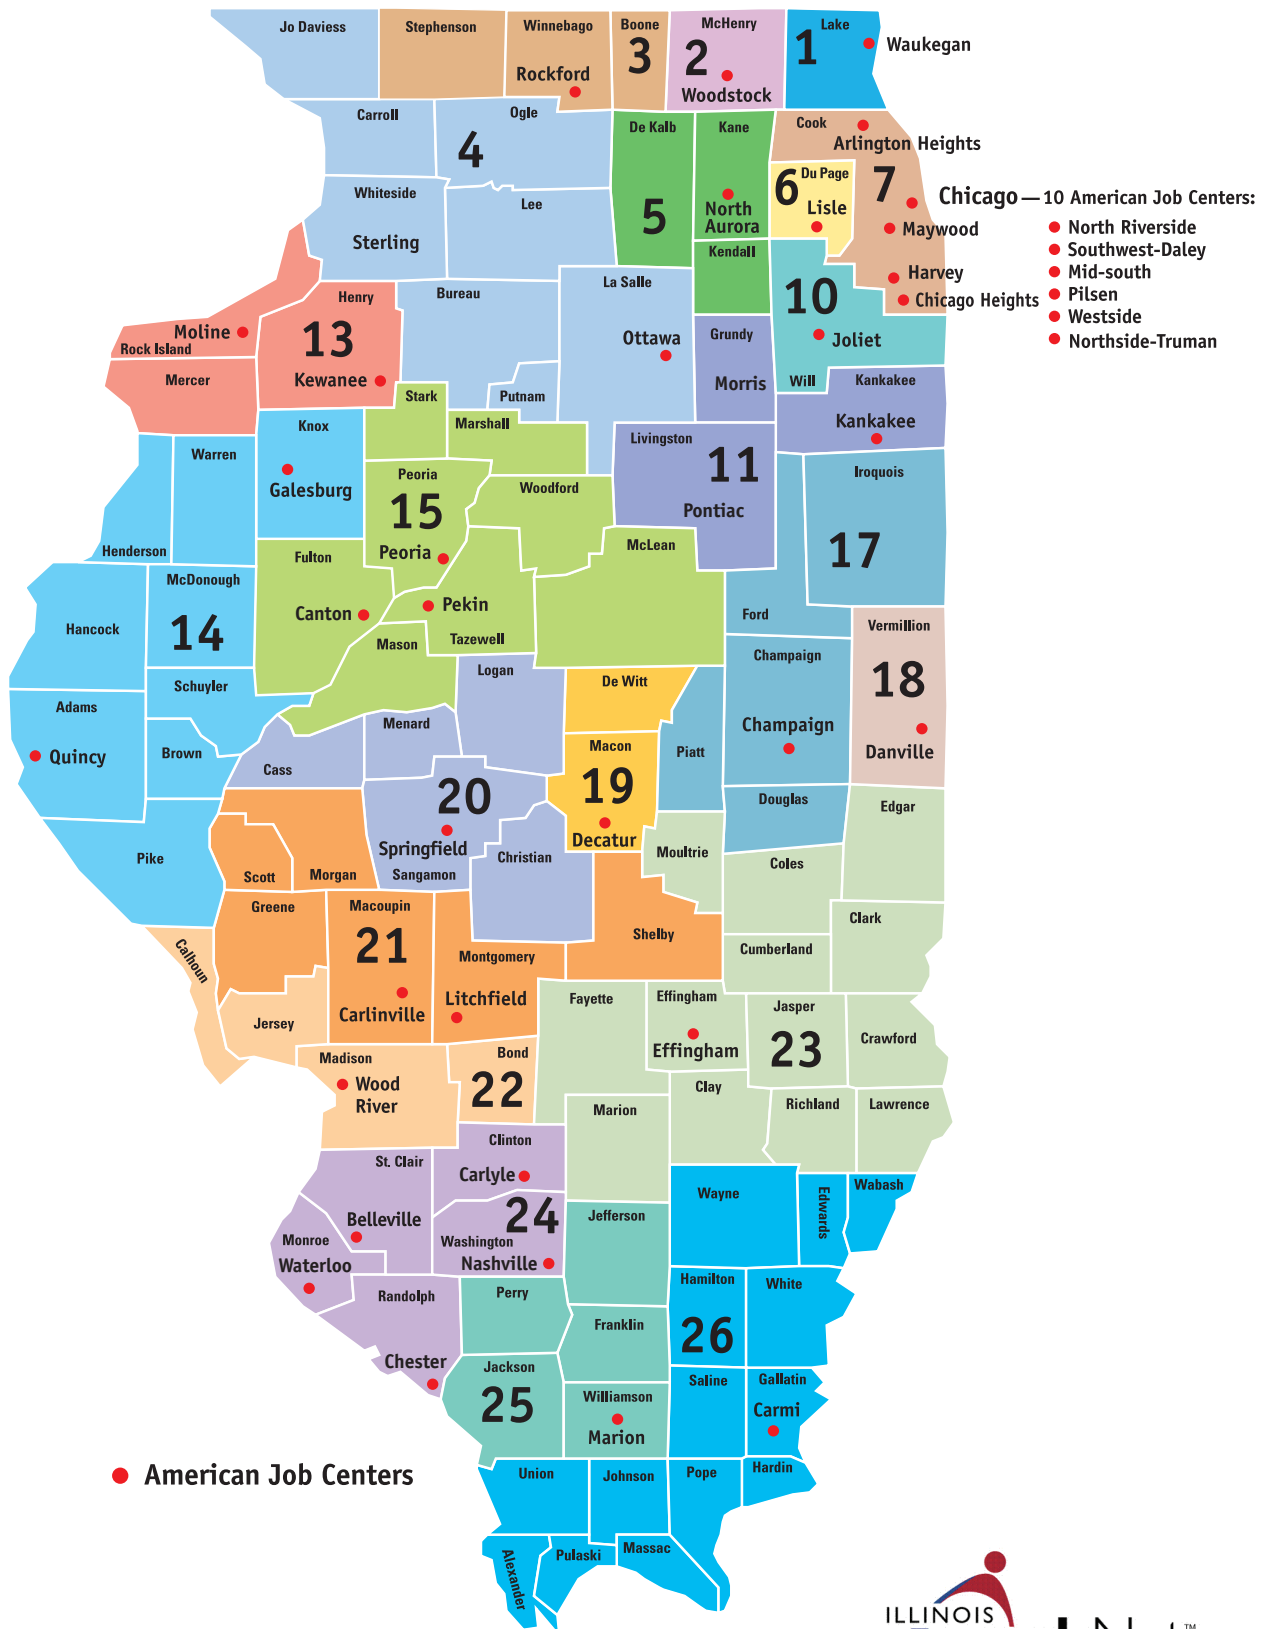 Jo Daviess
Stephenson
Winnebago
Rockford
Boone
3
McHenry
2
Woodstock
Lake
1
Waukegan
Carroll
Ogle
4
De Kalb
5
Kane
North
Aurora
Cook
Arlington Heights
7
Du Page
6
Lisle
Chicago — 10 American Job Centers:
North Riverside
Southwest-Daley
Mid-south
Pilsen
Westside
Northside-Truman
Maywood
Harvey
Chicago Heights
Whiteside
Sterling
Lee
Kendall
La Salle
Ottawa
Bureau
Putnam
Henry
13
Kewanee
Moline
Rock Island
Mercer
10
Joliet
Will
Grundy
Morris
Kankakee
Kankakee
Stark
Marshall
Knox
Galesburg
Warren
Henderson
Peoria
15
Peoria
Woodford
Livingston
11
Pontiac
Iroquois
17
Ford
McLean
Fulton
Canton
Pekin
Tazewell
Mason
McDonough
14
Hancock
Schuyler
Adams
Quincy
Brown
Pike
Logan
Menard
Cass
De Witt
Macon
19
Decatur
Piatt
Champaign
Champaign
Vermillion
18
Danville
Douglas
Edgar
20
Springfield
Sangamon
Christian
Moultrie
Coles
Scott
Morgan
Greene
Macoupin
21
Carlinville
Montgomery
Litchfield
Shelby
Cumberland
Clark
Calhoun
Jersey
Fayette
Effingham
Effingham
Jasper
23
Crawford
Madison
Wood
River
Bond
22
Marion
Clay
Richland
Lawrence
Clinton
Carlyle
St. Clair
Belleville
24
Washington
Nashville
Monroe
Waterloo
Randolph
Chester
Jefferson
Wayne
Edwards
Wabash
Perry
Franklin
Hamilton
26
White
Jackson
25
Williamson
Marion
Saline
Gallatin
Carmi
American Job Centers
Union
Johnson
Pope
Hardin
Alexander
Pulaski
Massac
ILLINOIS